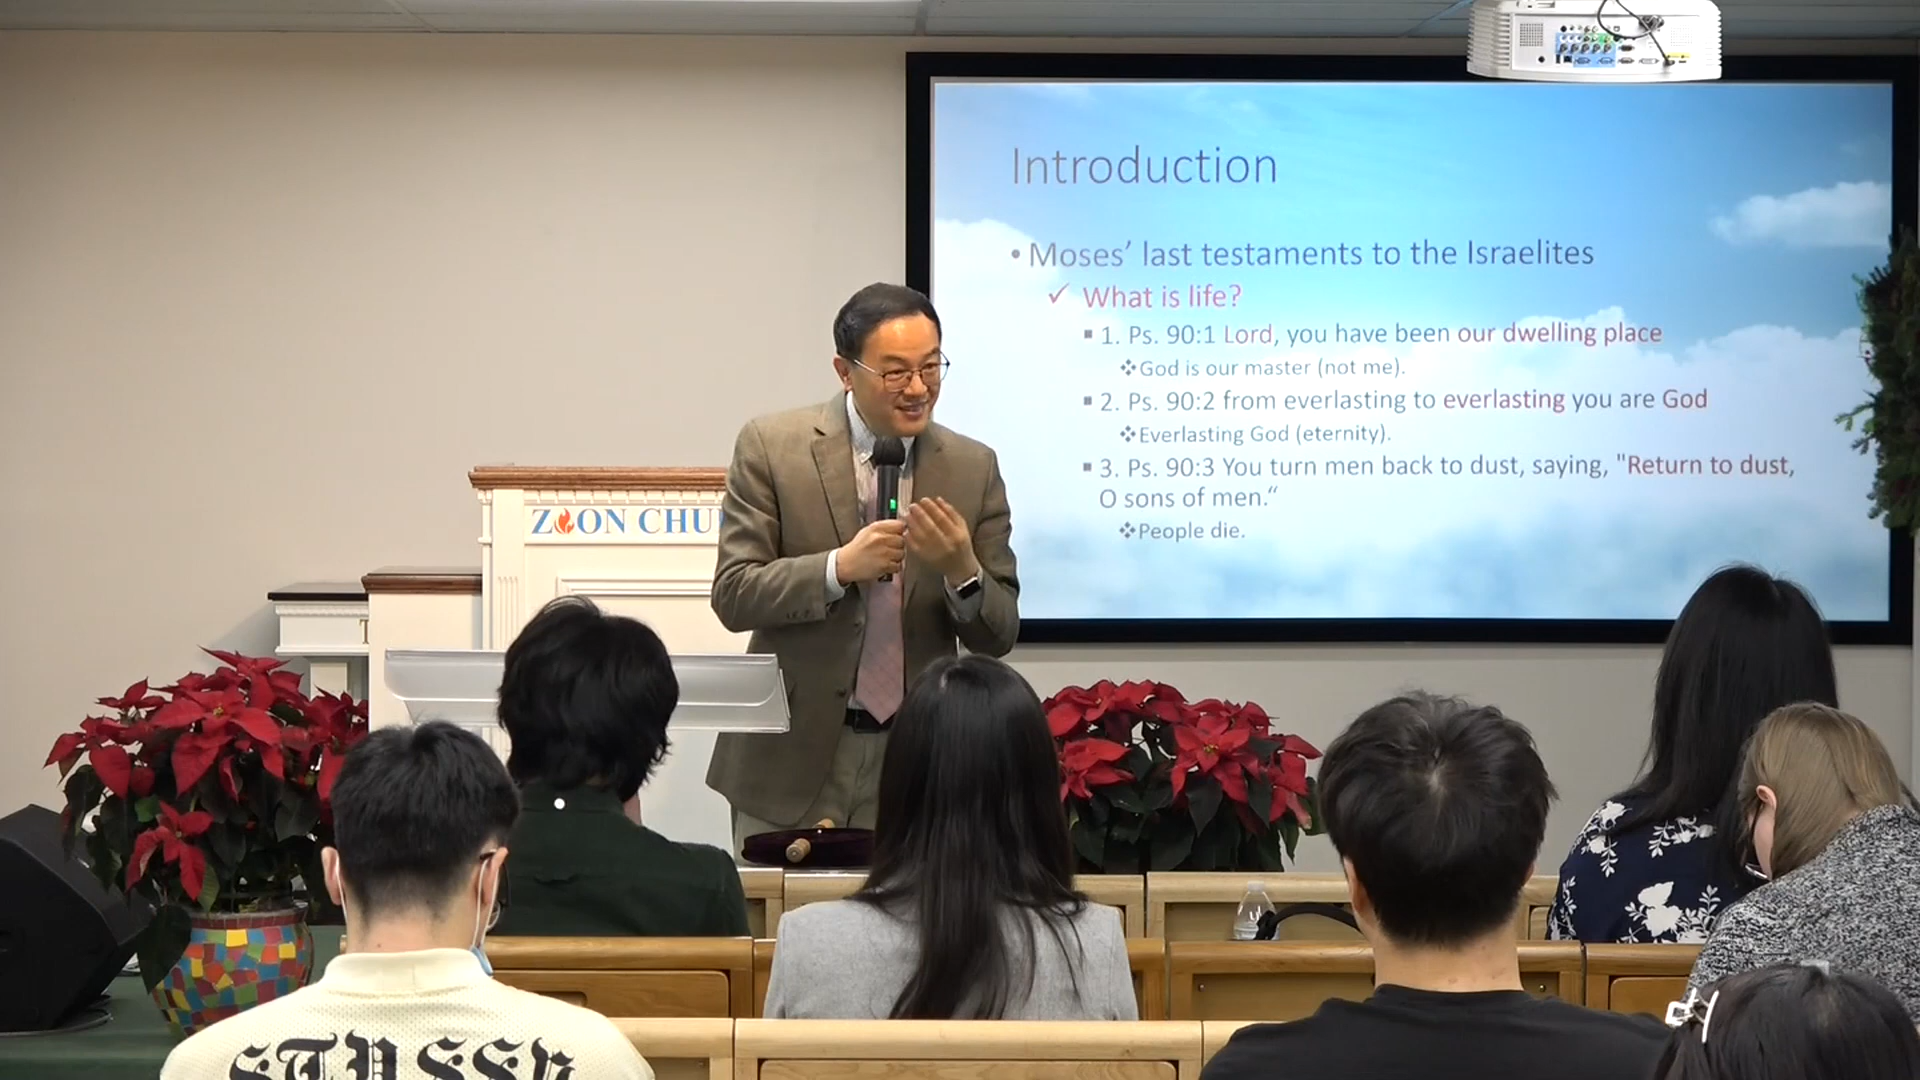 Introduction
• Moses’ last testaments to the Israelites
✓ What is life?
▪ 1. Ps. 90:1 Lord, you have been our dwelling place
❖God is our master (not me).
▪ 2. Ps. 90:2 from everlasting to everlasting you are God
❖Everlasting God (eternity).
▪ 3. Ps. 90:3 You turn men back to dust, saying, "Return to dust,
O sons of men.“
❖People die.
ZION